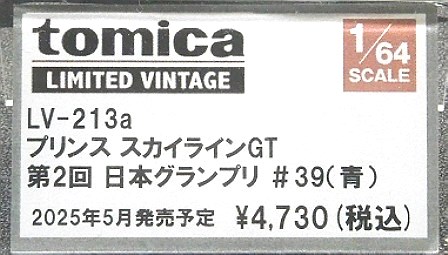 tomica
LIMITED VINTAGE
1/64
SCALE
LV-213a
プリンス スカイラインGT
第2回 日本グランプリ #39(青)
2025年5月発売予定 ¥4,730(税込)